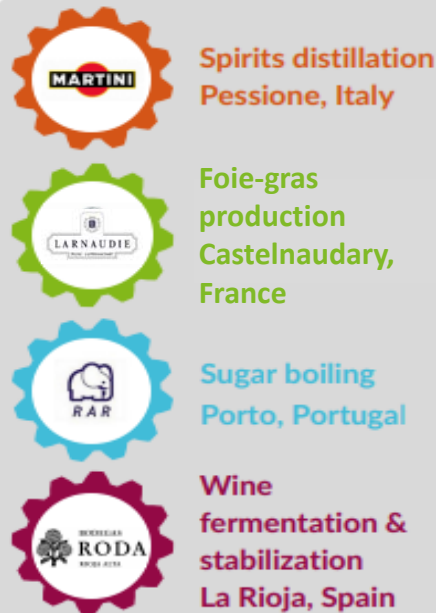 MARTINI
Spirits distillation
Pessione, Italy
LARNAUDIE
Foie-gras
production
Castelnaudary,
France
RAR
Sugar boiling
Porto, Portugal
BODEGAS
RODA
RIOJA ALTA
Wine
fermentation &
stabilization
La Rioja, Spain